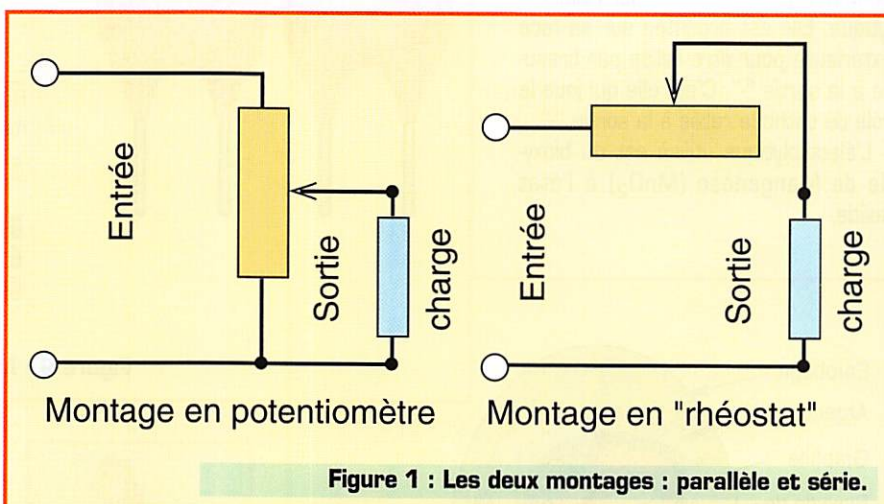 Entrée
Sortie
charge
Montage en potentiomètre
Entrée
Sortie
charge
Montage en "rhéostat"
Figure 1 : Les deux montages : parallèle et série.